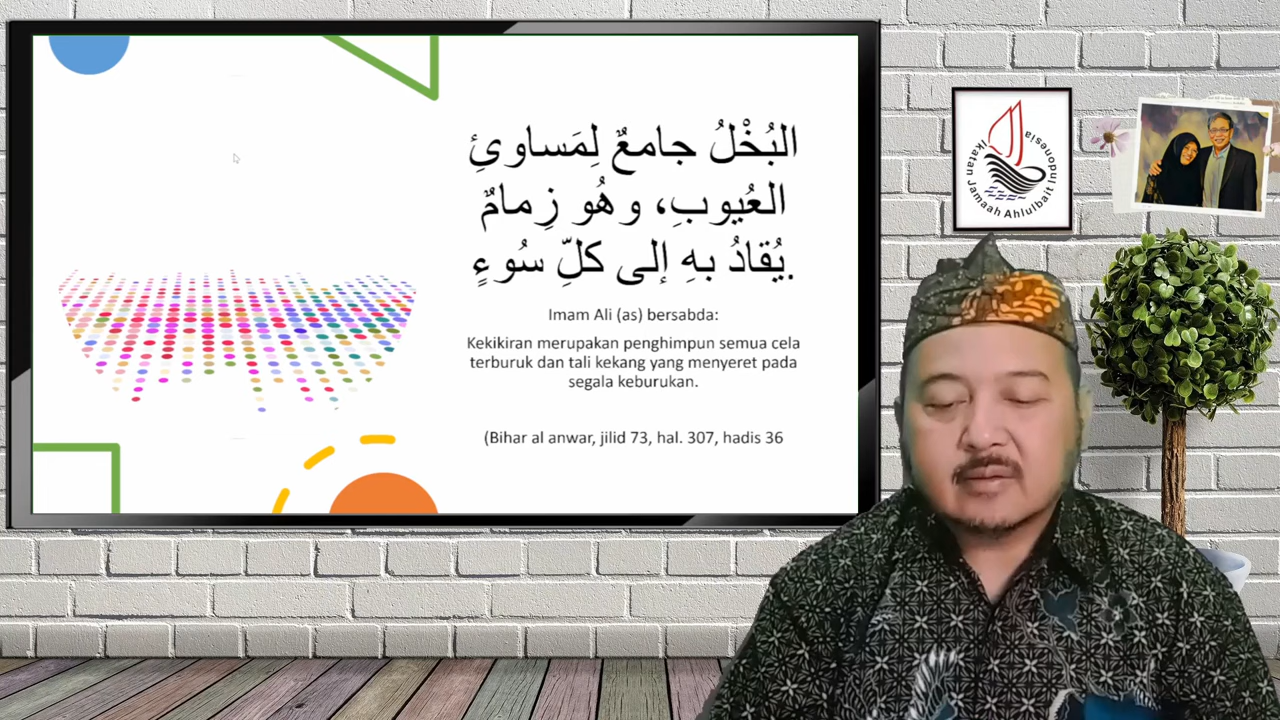 البُخْلُ جامعٌ لِمَساوئِ
العُيوبِ، وهُو زِمامٌ
يُقادُ بهِ إلى كلِّ سُوءٍ.
Imam Ali (as) bersabda:
Kekikiran merupakan penghimpun semua cela
terburuk dan tali kekang yang menyeret pada
segala keburukan.
(Bihar al anwar, jilid 73, hal. 307, hadis 36
Ikatan Jamaah Ahlulbait Indonesia